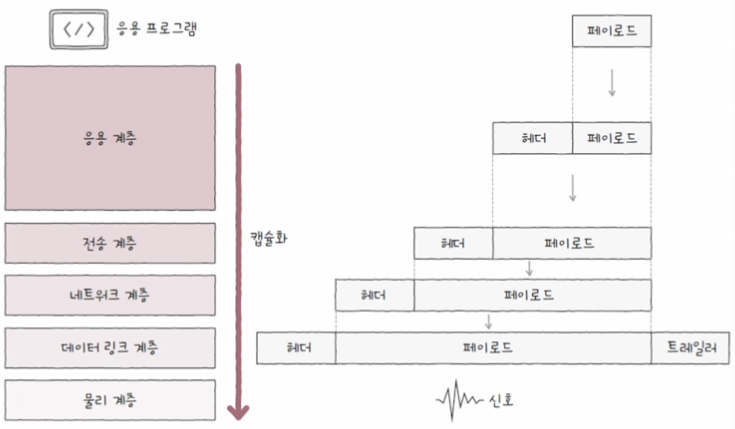 </> 응용 프로그램
페이로드
응용 계층
헤더 페이로드
전송 계층
캡슐화
헤더 페이로드
네트워크 계층
헤더 페이로드
데이터 링크 계층
헤더 페이로드 트레일러
물리 계층
신호